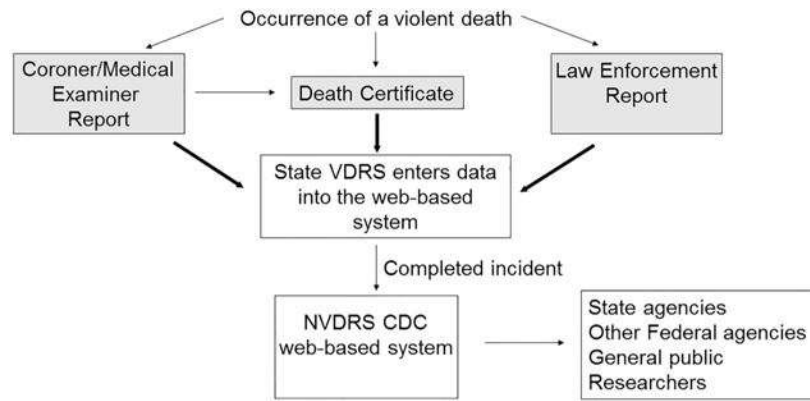 Occurrence of a violent death
Coroner/Medical
Examiner
Report
Death Certificate
Law Enforcement
Report
State VDRS enters data
into the web-based
system
Completed incident
NVDRS CDC
web-based system
State agencies
Other Federal agencies
General public
Researchers